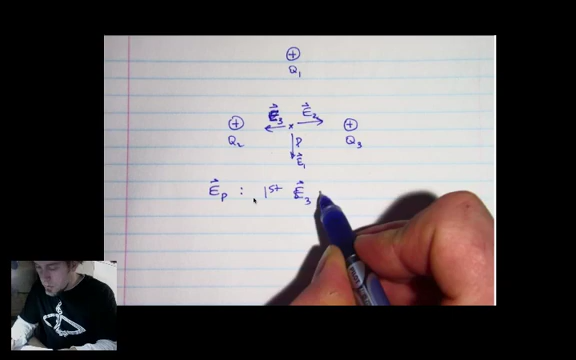 +
Q1
E3 E2
+ x +
Q2 P Q3
E1
Ep : 1st E3